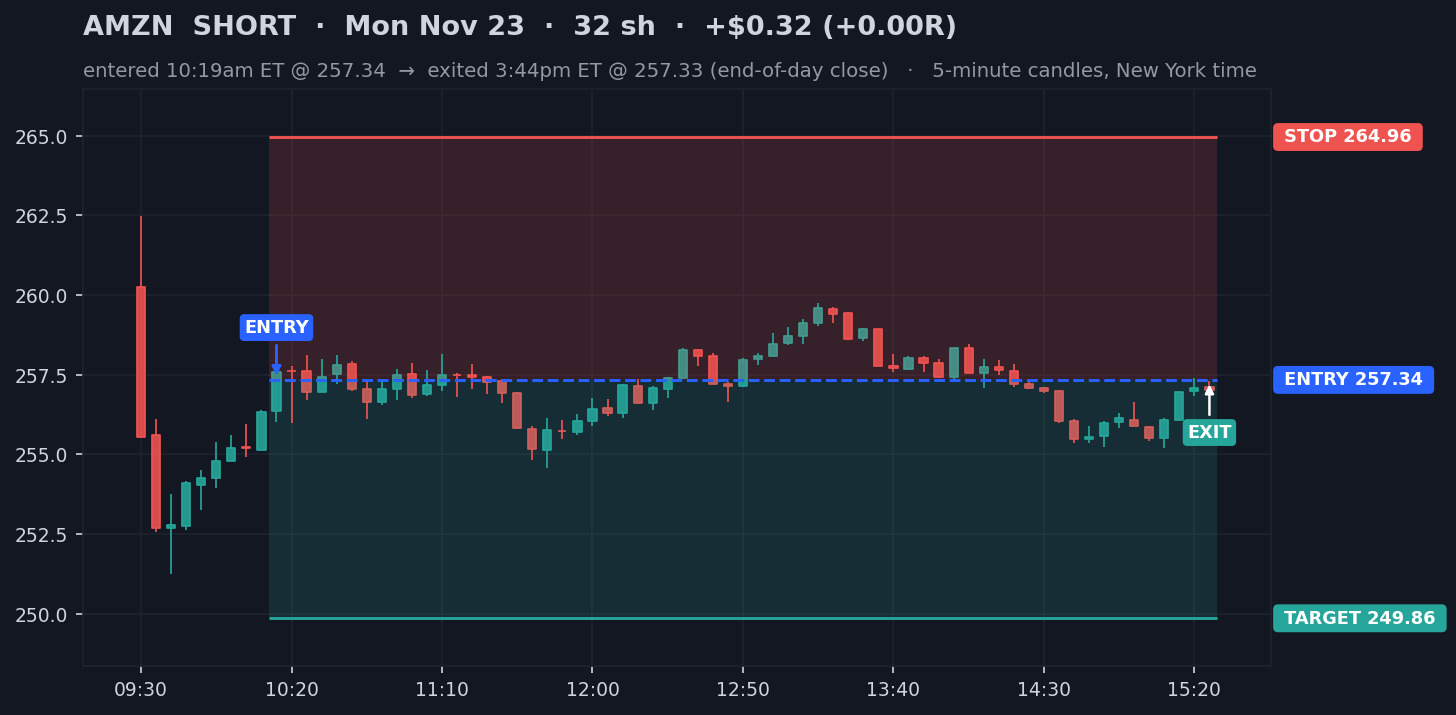 AMZN SHORT · Mon Nov 23 · 32 sh · +$0.32 (+0.00R)
entered 10:19am ET @ 257.34 → exited 3:44pm ET @ 257.33 (end-of-day close) · 5-minute candles, New York time
265.0
262.5
260.0
257.5
255.0
252.5
250.0
STOP 264.96
ENTRY
ENTRY 257.34
EXIT
TARGET 249.86
09:30
10:20
11:10
12:00
12:50
13:40
14:30
15:20